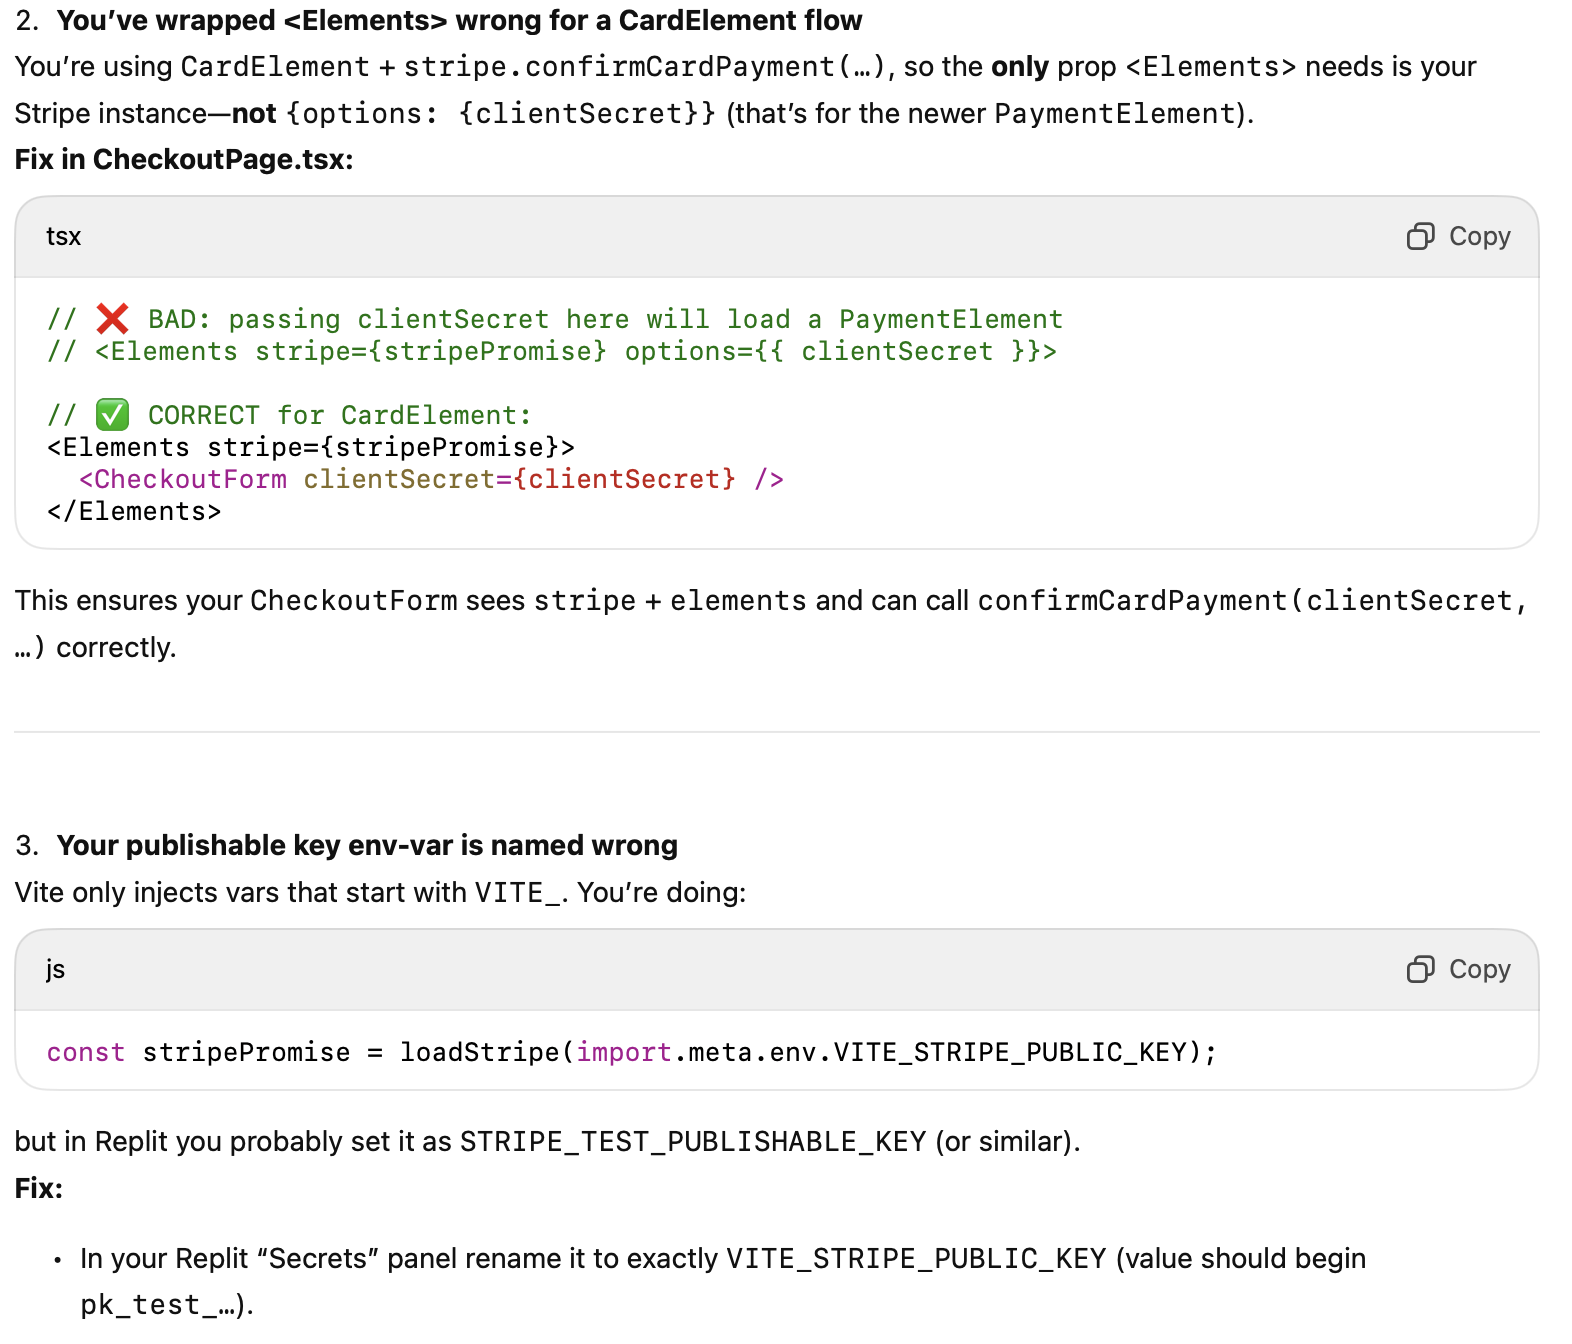 2. You’ve wrapped <Elements> wrong for a CardElement flow
You’re using CardElement + stripe.confirmCardPayment(…), so the only prop <Elements> needs is your
Stripe instance—not {options: {clientSecret}} (that’s for the newer PaymentElement).
Fix in CheckoutPage.tsx:
tsx
Copy
// ❌ BAD: passing clientSecret here will load a PaymentElement
// <Elements stripe={stripePromise} options={{ clientSecret }}>
// ✅ CORRECT for CardElement:
<Elements stripe={stripePromise}>
<CheckoutForm clientSecret={clientSecret} />
</Elements>
This ensures your CheckoutForm sees stripe + elements and can call confirmCardPayment(clientSecret,
…) correctly.
3. Your publishable key env-var is named wrong
Vite only injects vars that start with VITE_. You’re doing:
js
Copy
const stripePromise = loadStripe(import.meta.env.VITE_STRIPE_PUBLIC_KEY);
but in Replit you probably set it as STRIPE_TEST_PUBLISHABLE_KEY (or similar).
Fix:
• In your Replit “Secrets” panel rename it to exactly VITE_STRIPE_PUBLIC_KEY (value should begin
pk_test_…).